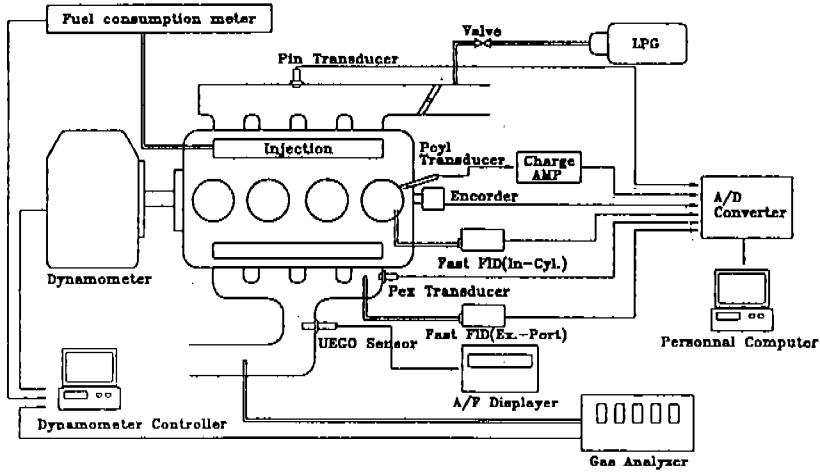 Fuel consumption meter
Valve
LPG
Pin Transducer
Injection
Pcyl
Transducer
Charge
AMP
Encorder
A/D
Converter
Fast FID(In-Cyl.)
Dynamometer
Pex Transducer
Fast FID(Ex.-Port)
UEGO Sensor
Personnal Computer
A/F Displayer
Dynamometer Controller
Gas Analyzer